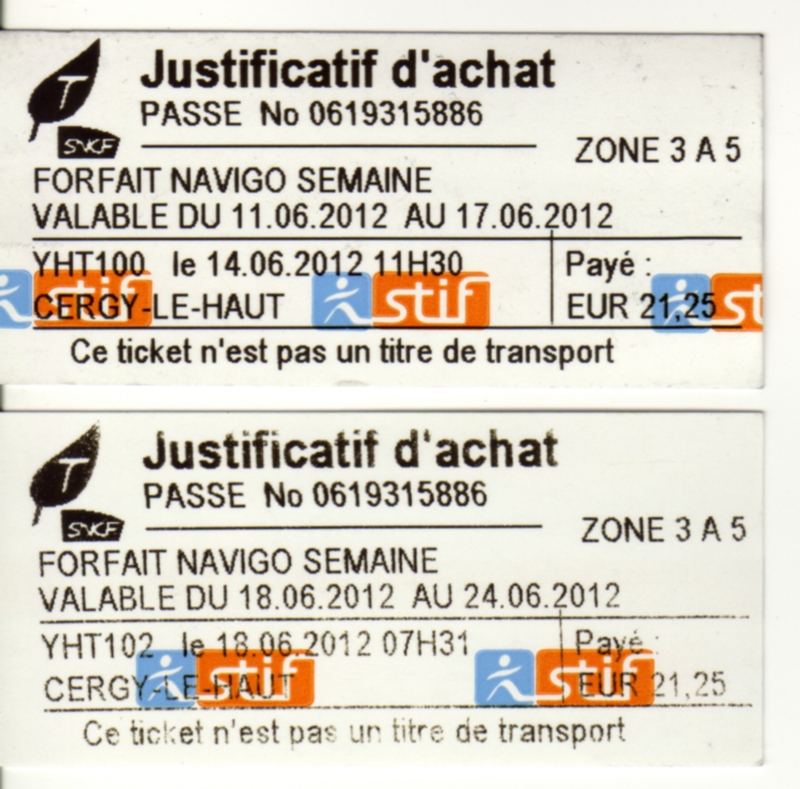 T
SNCF
Justificatif d'achat
PASSE No 0619315886
ZONE 3 A 5
FORFAIT NAVIGO SEMAINE
VALABLE DU 11.06.2012 AU 17.06.2012
YHT100 le 14.06.2012 11H30 Payé :
CERGY-LE-HAUT EUR 21,25
stif stif st
Ce ticket n'est pas un titre de transport
T
SNCF
Justificatif d'achat
PASSE No 0619315886
ZONE 3 A 5
FORFAIT NAVIGO SEMAINE
VALABLE DU 18.06.2012 AU 24.06.2012
YHT102 le 18.06.2012 07H31 Payé :
CERGY-LE-HAUT EUR 21,25
stif stif
Ce ticket n'est pas un titre de transport